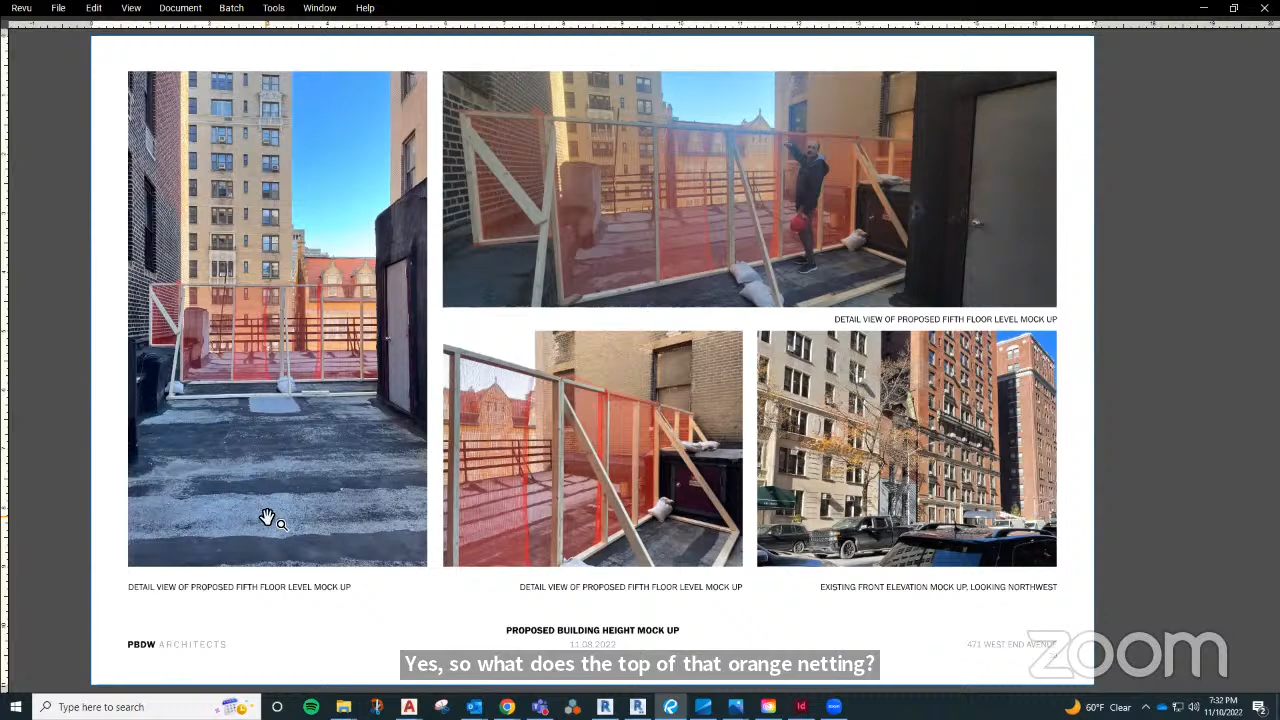 Revu File Edit View Document Batch Tools Window Help
DETAIL VIEW OF PROPOSED FIFTH FLOOR LEVEL MOCK UP
DETAIL VIEW OF PROPOSED FIFTH FLOOR LEVEL MOCK UP
DETAIL VIEW OF PROPOSED FIFTH FLOOR LEVEL MOCK UP
EXISTING FRONT ELEVATION MOCK UP, LOOKING NORTHWEST
PROPOSED BUILDING HEIGHT MOCK UP
PBDW ARCHITECTS
11.08.2022
471 WEST END AVENUE
zoom
Yes, so what does the top of that orange netting?
Type here to search
60°F Clear
7:32 PM
11/10/2022